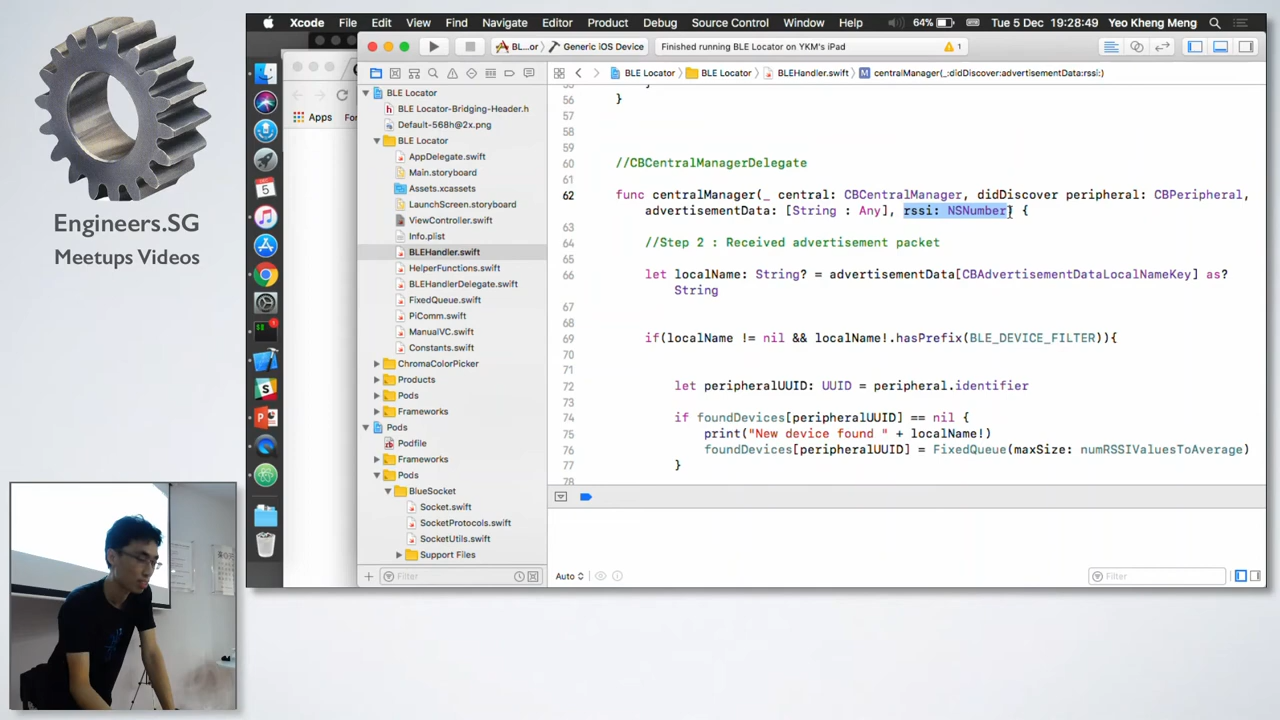 Engineers.SG
Meetups Videos
Xcode File Edit View Find Navigate Editor Product Debug Source Control Window Help 64% Tue 5 Dec 19:28:49 Yeo Kheng Meng
BL...or Generic iOS Device Finished running BLE Locator on YKM's iPad 1
BLE Locator BLE Locator BLEHandler.swift M centralManager(_:didDiscover:advertisementData:rssi:)
Apps
BLE Locator
BLE Locator-Bridging-Header.h
Default-568h@2x.png
BLE Locator
AppDelegate.swift
Main.storyboard
Assets.xcassets
LaunchScreen.storyboard
ViewController.swift
Info.plist
BLEHandler.swift
HelperFunctions.swift
BLEHandlerDelegate.swift
FixedQueue.swift
PiComm.swift
ManualVC.swift
Constants.swift
ChromaColorPicker
Products
Pods
Frameworks
Pods
Podfile
Frameworks
Pods
BlueSocket
Socket.swift
SocketProtocols.swift
SocketUtils.swift
Support Files
Filter
56 }
57
58
59
60 //CBCentralManagerDelegate
61
62 func centralManager(_ central: CBCentralManager, didDiscover peripheral: CBPeripheral,
advertisementData: [String : Any], rssi: NSNumber) {
63
64 //Step 2 : Received advertisement packet
65
66 let localName: String? = advertisementData[CBAdvertisementDataLocalNameKey] as?
String
67
68
69 if(localName != nil && localName!.hasPrefix(BLE_DEVICE_FILTER)){
70
71
72 let peripheralUUID: UUID = peripheral.identifier
73
74 if foundDevices[peripheralUUID] == nil {
75 print("New device found " + localName!)
76 foundDevices[peripheralUUID] = FixedQueue(maxSize: numRSSIValuesToAverage)
77 }
78
Auto Filter